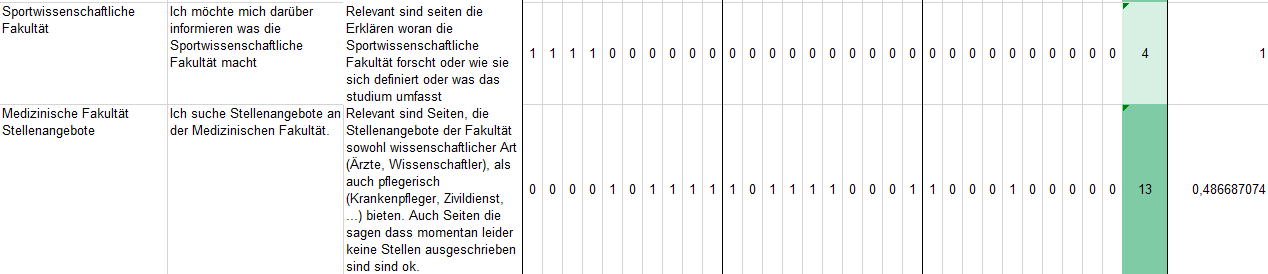 Sportwissenschaftliche
Fakultät
Ich möchte mich darüber
informieren was die
Sportwissenschaftliche
Fakultät macht
Relevant sind seiten die
Erklären woran die
Sportwissenschaftliche
Fakultät forscht oder wie sie
sich definiert oder was das
studium umfasst
1 1 1 1 0 0 0 0 0 0 0 0 0 0 0 0 0 0 0 0 0 0 0 0 0 0 0 0 0 0 4 1
Medizinische Fakultät
Stellenangebote
Ich suche Stellenangebote an
der Medizinischen Fakultät.
Relevant sind Seiten, die
Stellenangebote der Fakultät
sowohl wissenschaftlicher Art
(Ärzte, Wissenschaftler), als
auch pflegerisch
(Krankenpfleger, Zivildienst,
...) bieten. Auch Seiten die
sagen dass momentan leider
keine Stellen ausgeschrieben
sind sind ok.
0 0 0 0 1 0 1 1 1 1 1 0 1 1 1 1 0 0 0 1 1 0 0 0 1 0 0 0 0 0 13 0,486687074